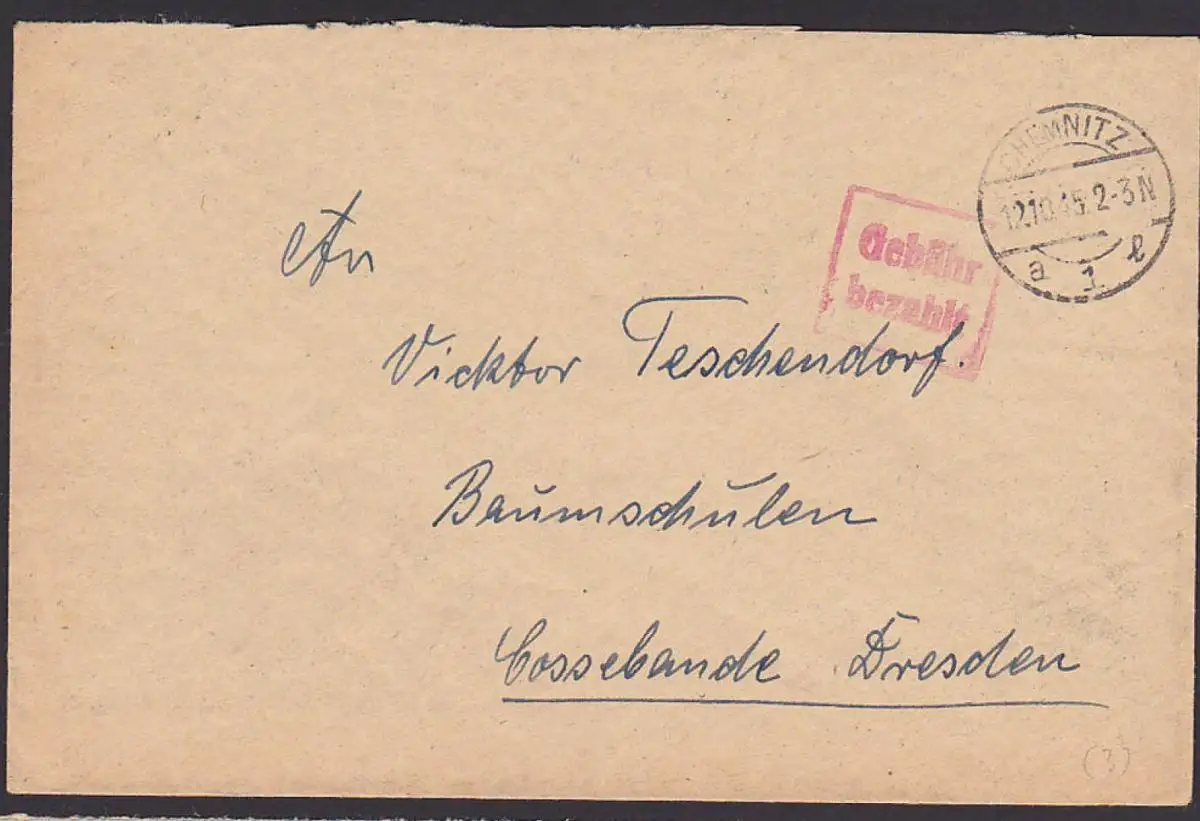 CHEMNITZ
12.10.45.2-3N
a 1 l
Gebühr
bezahlt
An
Vicktor Teschendorf.
Baumschulen
Cossebaude Dresden
(3)